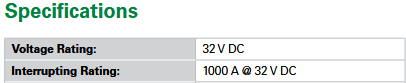 Specifications
Voltage Rating: 32 V DC
Interrupting Rating: 1000 A @ 32 V DC